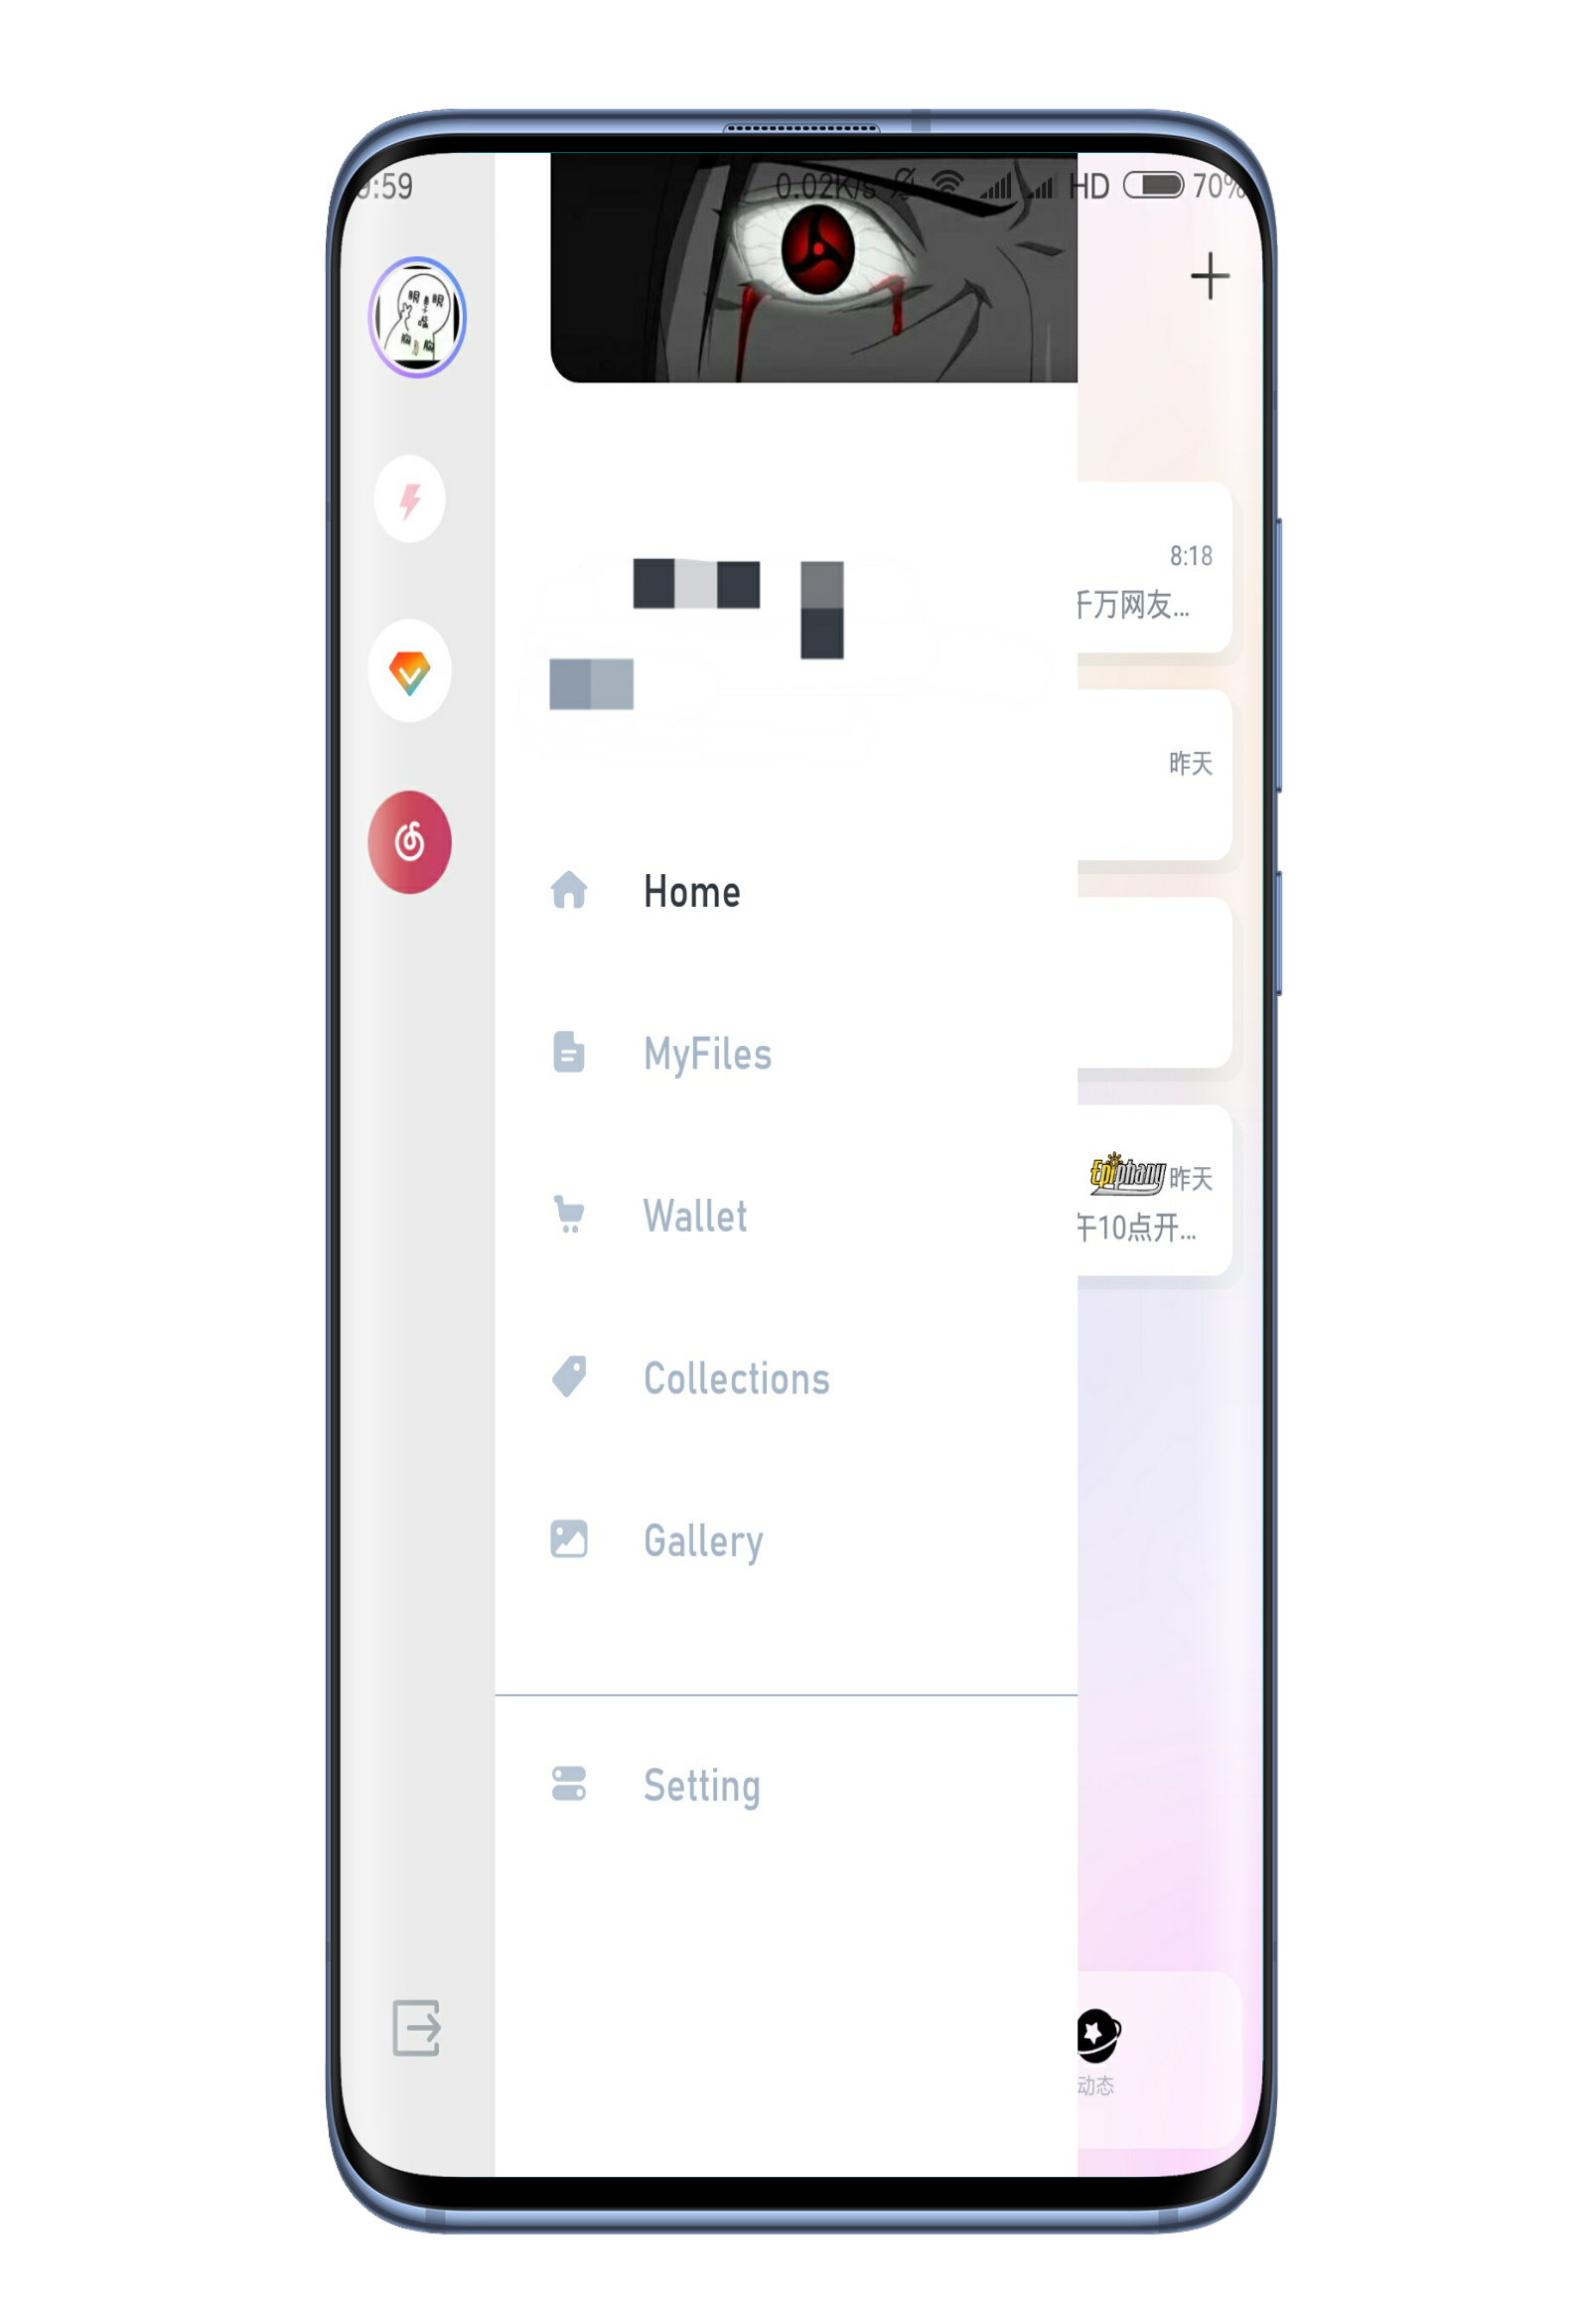 :59 0.02K/s HD 70%
8:18
千万网友...
昨天
Home
MyFiles
Epiphany 昨天
Wallet
午10点开...
Collections
Gallery
Setting
动态